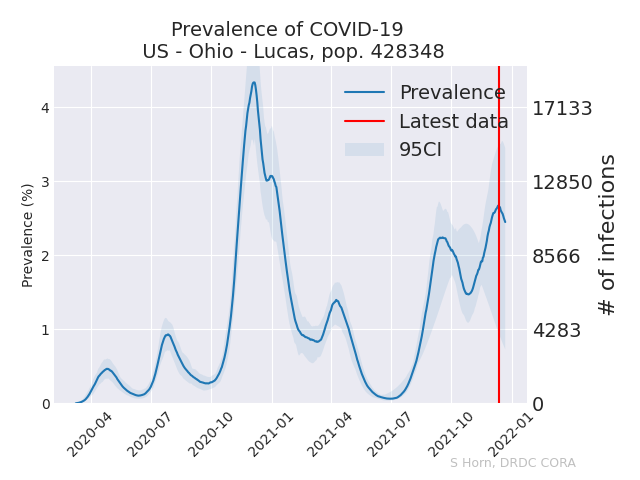 Prevalence of COVID-19
US - Ohio - Lucas, pop. 428348
Prevalence
Latest data
95CI
4
3
2
1
0
Prevalence (%)
17133
12850
8566
4283
0
# of infections
2020-04
2020-07
2020-10
2021-01
2021-04
2021-07
2021-10
2022-01
S Horn, DRDC CORA